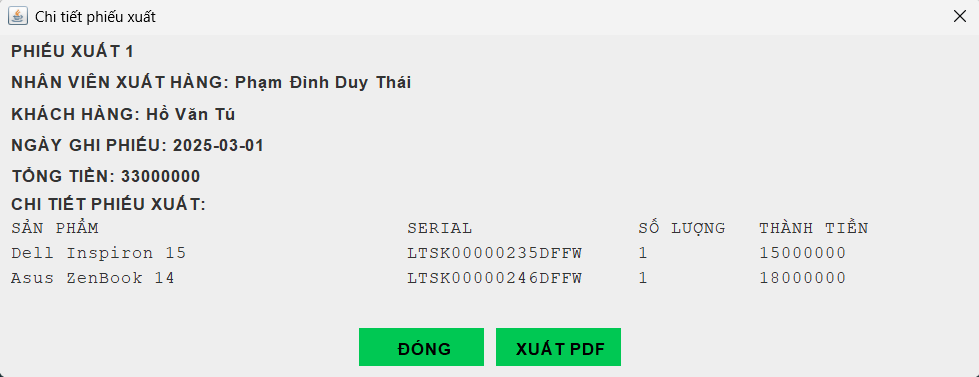 Chi tiết phiếu xuất
PHIẾU XUẤT 1
NHÂN VIÊN XUẤT HÀNG: Phạm Đình Duy Thái
KHÁCH HÀNG: Hồ Văn Tú
NGÀY GHI PHIẾU: 2025-03-01
TỔNG TIỀN: 33000000
CHI TIẾT PHIẾU XUẤT:
SẢN PHẨM SERIAL SỐ LƯỢNG THÀNH TIỀN
Dell Inspiron 15 LTSK00000235DFFW 1 15000000
Asus ZenBook 14 LTSK00000246DFFW 1 18000000
ĐÓNG XUẤT PDF